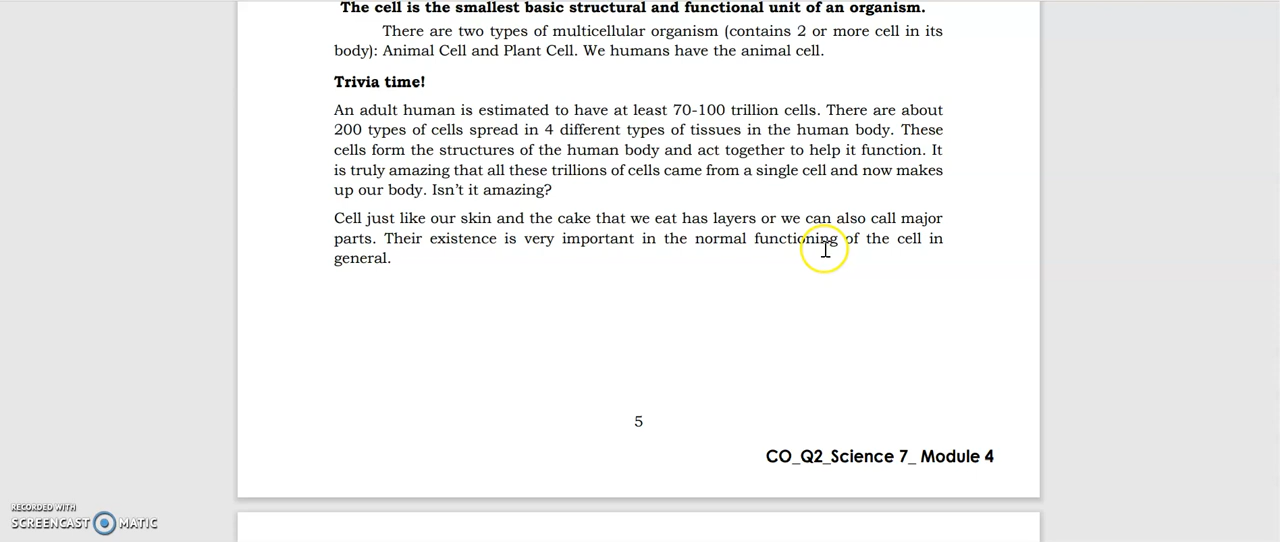 The cell is the smallest basic structural and functional unit of an organism.
There are two types of multicellular organism (contains 2 or more cell in its
body): Animal Cell and Plant Cell. We humans have the animal cell.
Trivia time!
An adult human is estimated to have at least 70-100 trillion cells. There are about
200 types of cells spread in 4 different types of tissues in the human body. These
cells form the structures of the human body and act together to help it function. It
is truly amazing that all these trillions of cells came from a single cell and now makes
up our body. Isn't it amazing?
Cell just like our skin and the cake that we eat has layers or we can also call major
parts. Their existence is very important in the normal functioning of the cell in
general.
5
CO_Q2_Science 7_ Module 4
RECORDED WITH
SCREENCAST MATIC